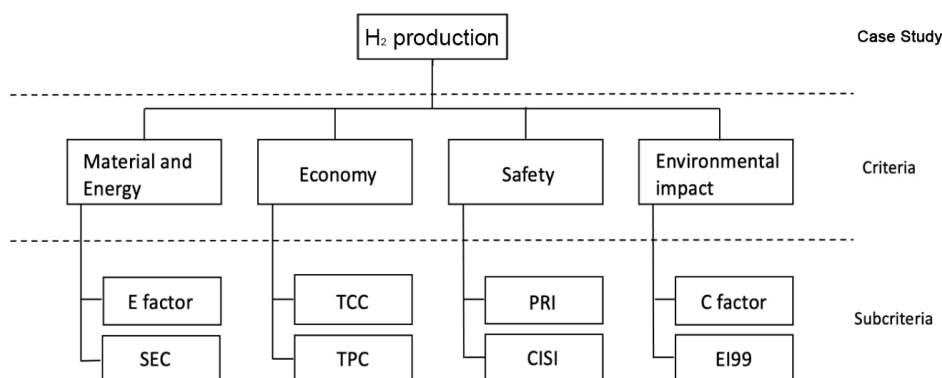 H₂ production
Case Study
Material and
Energy
Economy
Safety
Environmental
impact
Criteria
E factor
TCC
PRI
C factor
Subcriteria
SEC
TPC
CISI
EI99